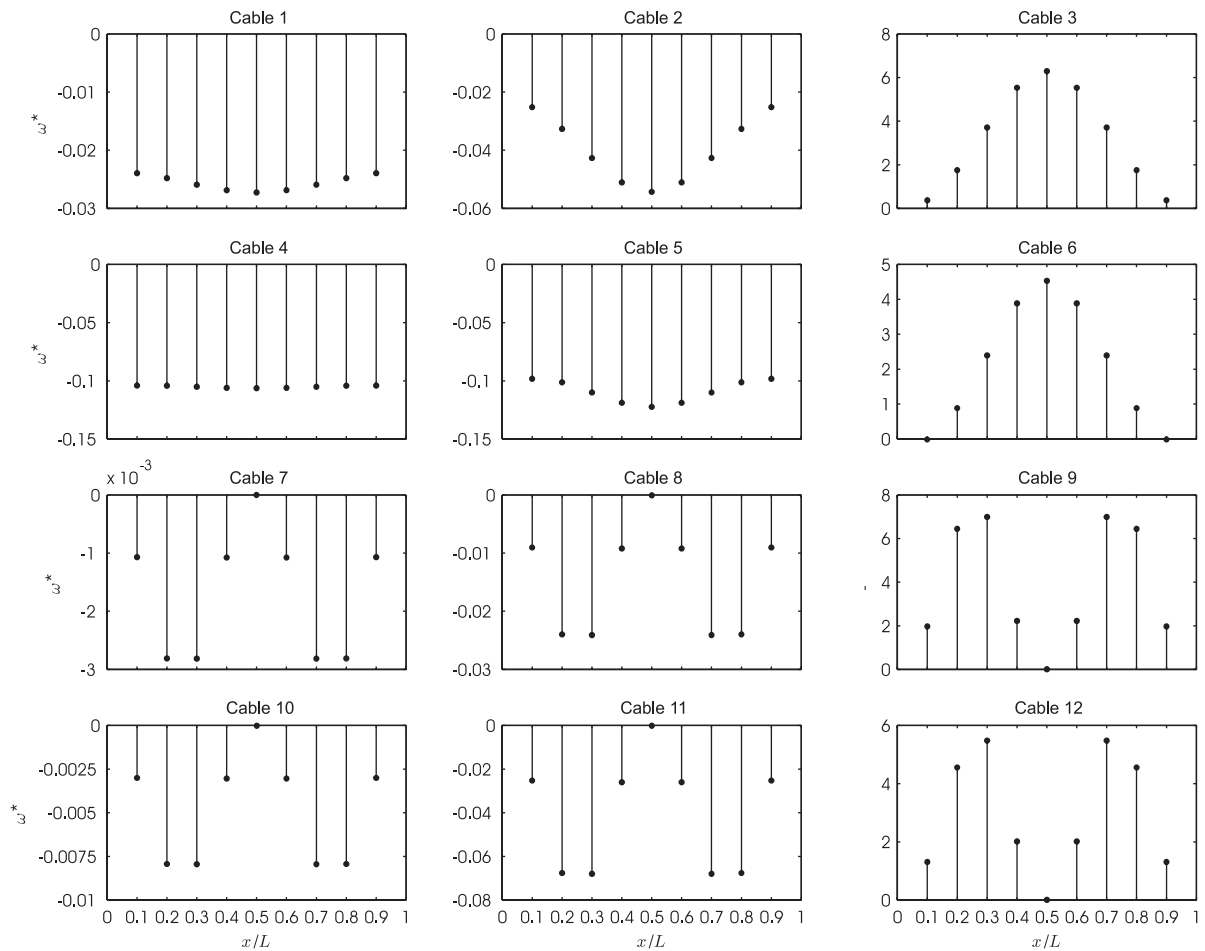 Cable 1
Cable 2
Cable 3
0
-0.01
-0.02
-0.03
ω*
0
-0.02
-0.04
-0.06
8
6
4
2
0
Cable 4
Cable 5
Cable 6
0
-0.05
-0.1
-0.15
ω*
0
-0.05
-0.1
-0.15
5
4
3
2
1
0
Cable 7
Cable 8
Cable 9
x 10⁻³
0
-1
-2
-3
ω*
0
-0.01
-0.02
-0.03
8
6
4
2
0
-
Cable 10
Cable 11
Cable 12
0
-0.0025
-0.005
-0.0075
-0.01
ω*
0
-0.02
-0.04
-0.06
-0.08
6
4
2
0
0 0.1 0.2 0.3 0.4 0.5 0.6 0.7 0.8 0.9 1
0 0.1 0.2 0.3 0.4 0.5 0.6 0.7 0.8 0.9 1
0 0.1 0.2 0.3 0.4 0.5 0.6 0.7 0.8 0.9 1
x/L
x/L
x/L